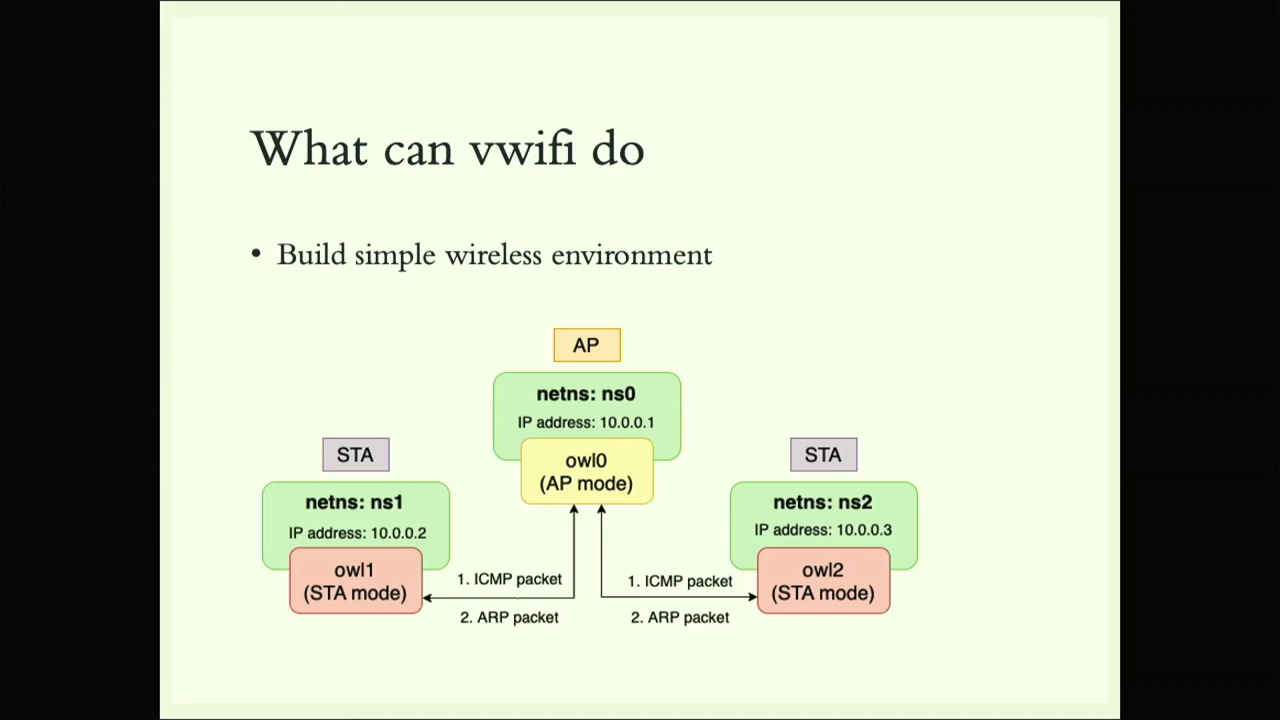 What can vwifi do
• Build simple wireless environment
AP
netns: ns0
IP address: 10.0.0.1
owl0
(AP mode)
STA
netns: ns1
IP address: 10.0.0.2
owl1
(STA mode)
STA
netns: ns2
IP address: 10.0.0.3
owl2
(STA mode)
1. ICMP packet
2. ARP packet
1. ICMP packet
2. ARP packet